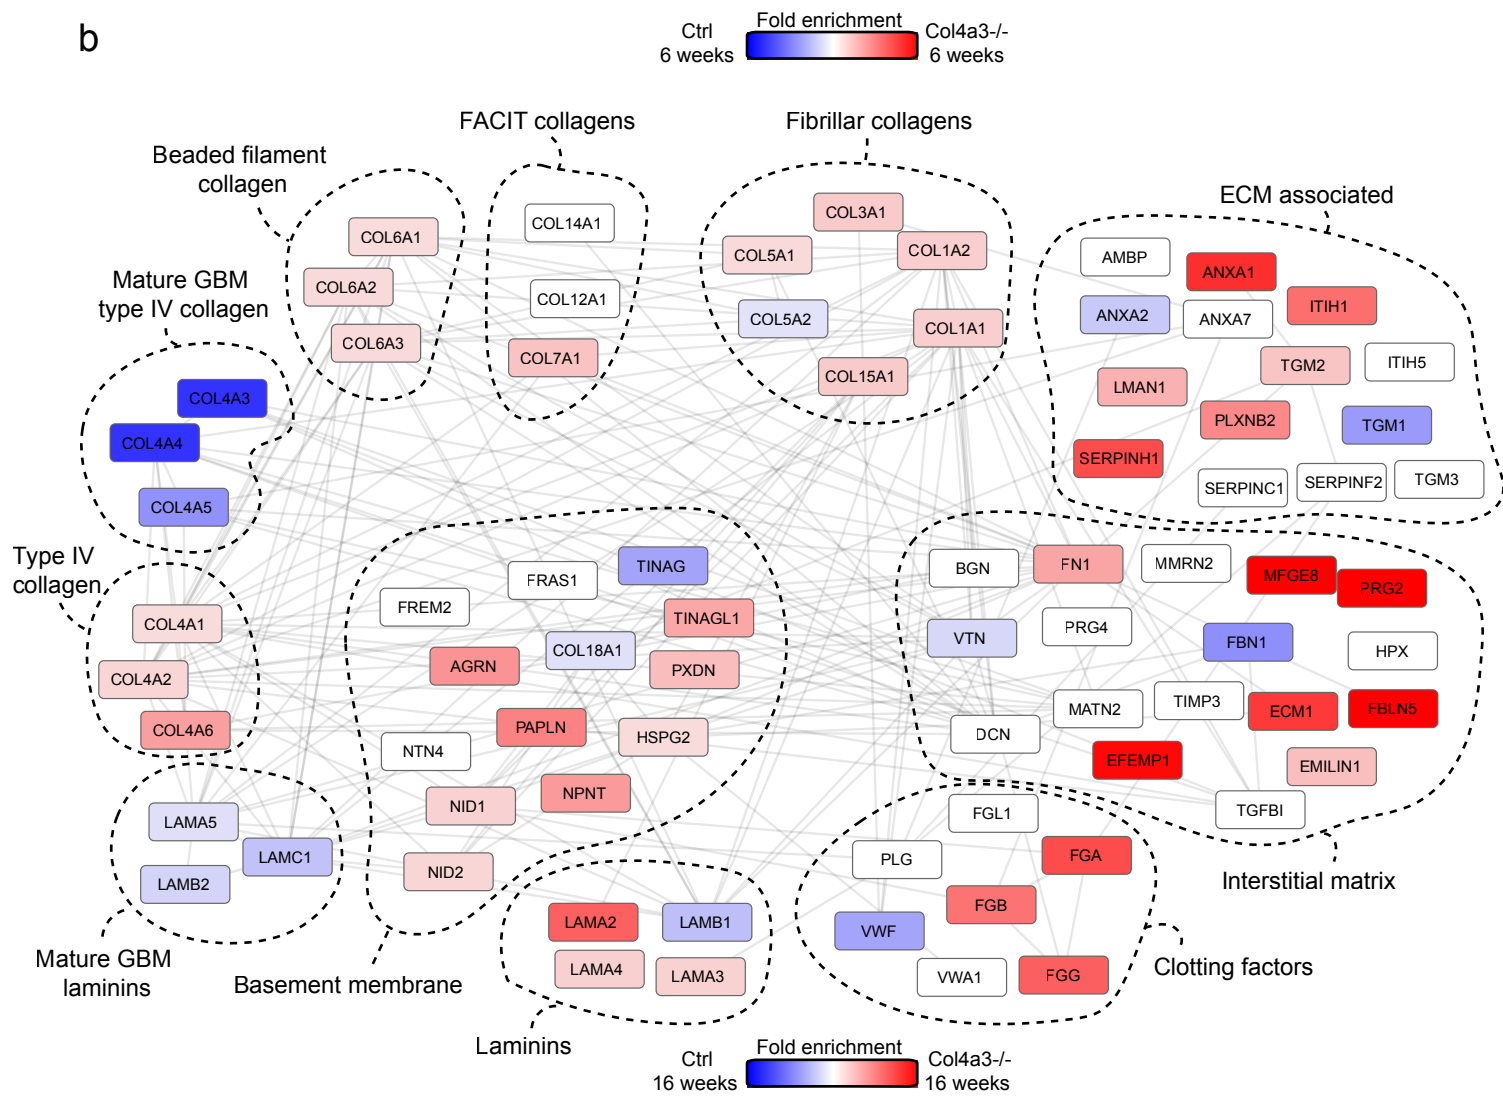 b
Ctrl
6 weeks
Fold enrichment
Col4a3-/-
6 weeks
FACIT collagens
Fibrillar collagens
Beaded filament
collagen
ECM associated
Mature GBM
type IV collagen
COL6A1
COL6A2
COL6A3
COL14A1
COL12A1
COL7A1
COL3A1
COL5A1
COL1A2
COL5A2
COL1A1
COL15A1
AMBP
ANXA1
ITIH1
ANXA2
ANXA7
TGM2
ITIH5
LMAN1
PLXNB2
TGM1
SERPINH1
SERPINC1
SERPINF2
TGM3
COL4A3
COL4A4
COL4A5
Type IV
collagen
COL4A1
COL4A2
COL4A6
FRAS1
TINAG
FREM2
TINAGL1
COL18A1
AGRN
PXDN
PAPLN
HSPG2
NTN4
NPNT
NID1
NID2
BGN
FN1
MMRN2
MFGE8
PRG2
VTN
PRG4
FBN1
HPX
MATN2
TIMP3
ECM1
FBLN5
DCN
EFEMP1
EMILIN1
TGFBI
LAMA5
LAMC1
LAMB2
Mature GBM
laminins
Basement membrane
LAMA2
LAMB1
LAMA4
LAMA3
Laminins
FGL1
PLG
FGA
FGB
VWF
VWA1
FGG
Clotting factors
Interstitial matrix
Ctrl
16 weeks
Fold enrichment
Col4a3-/-
16 weeks